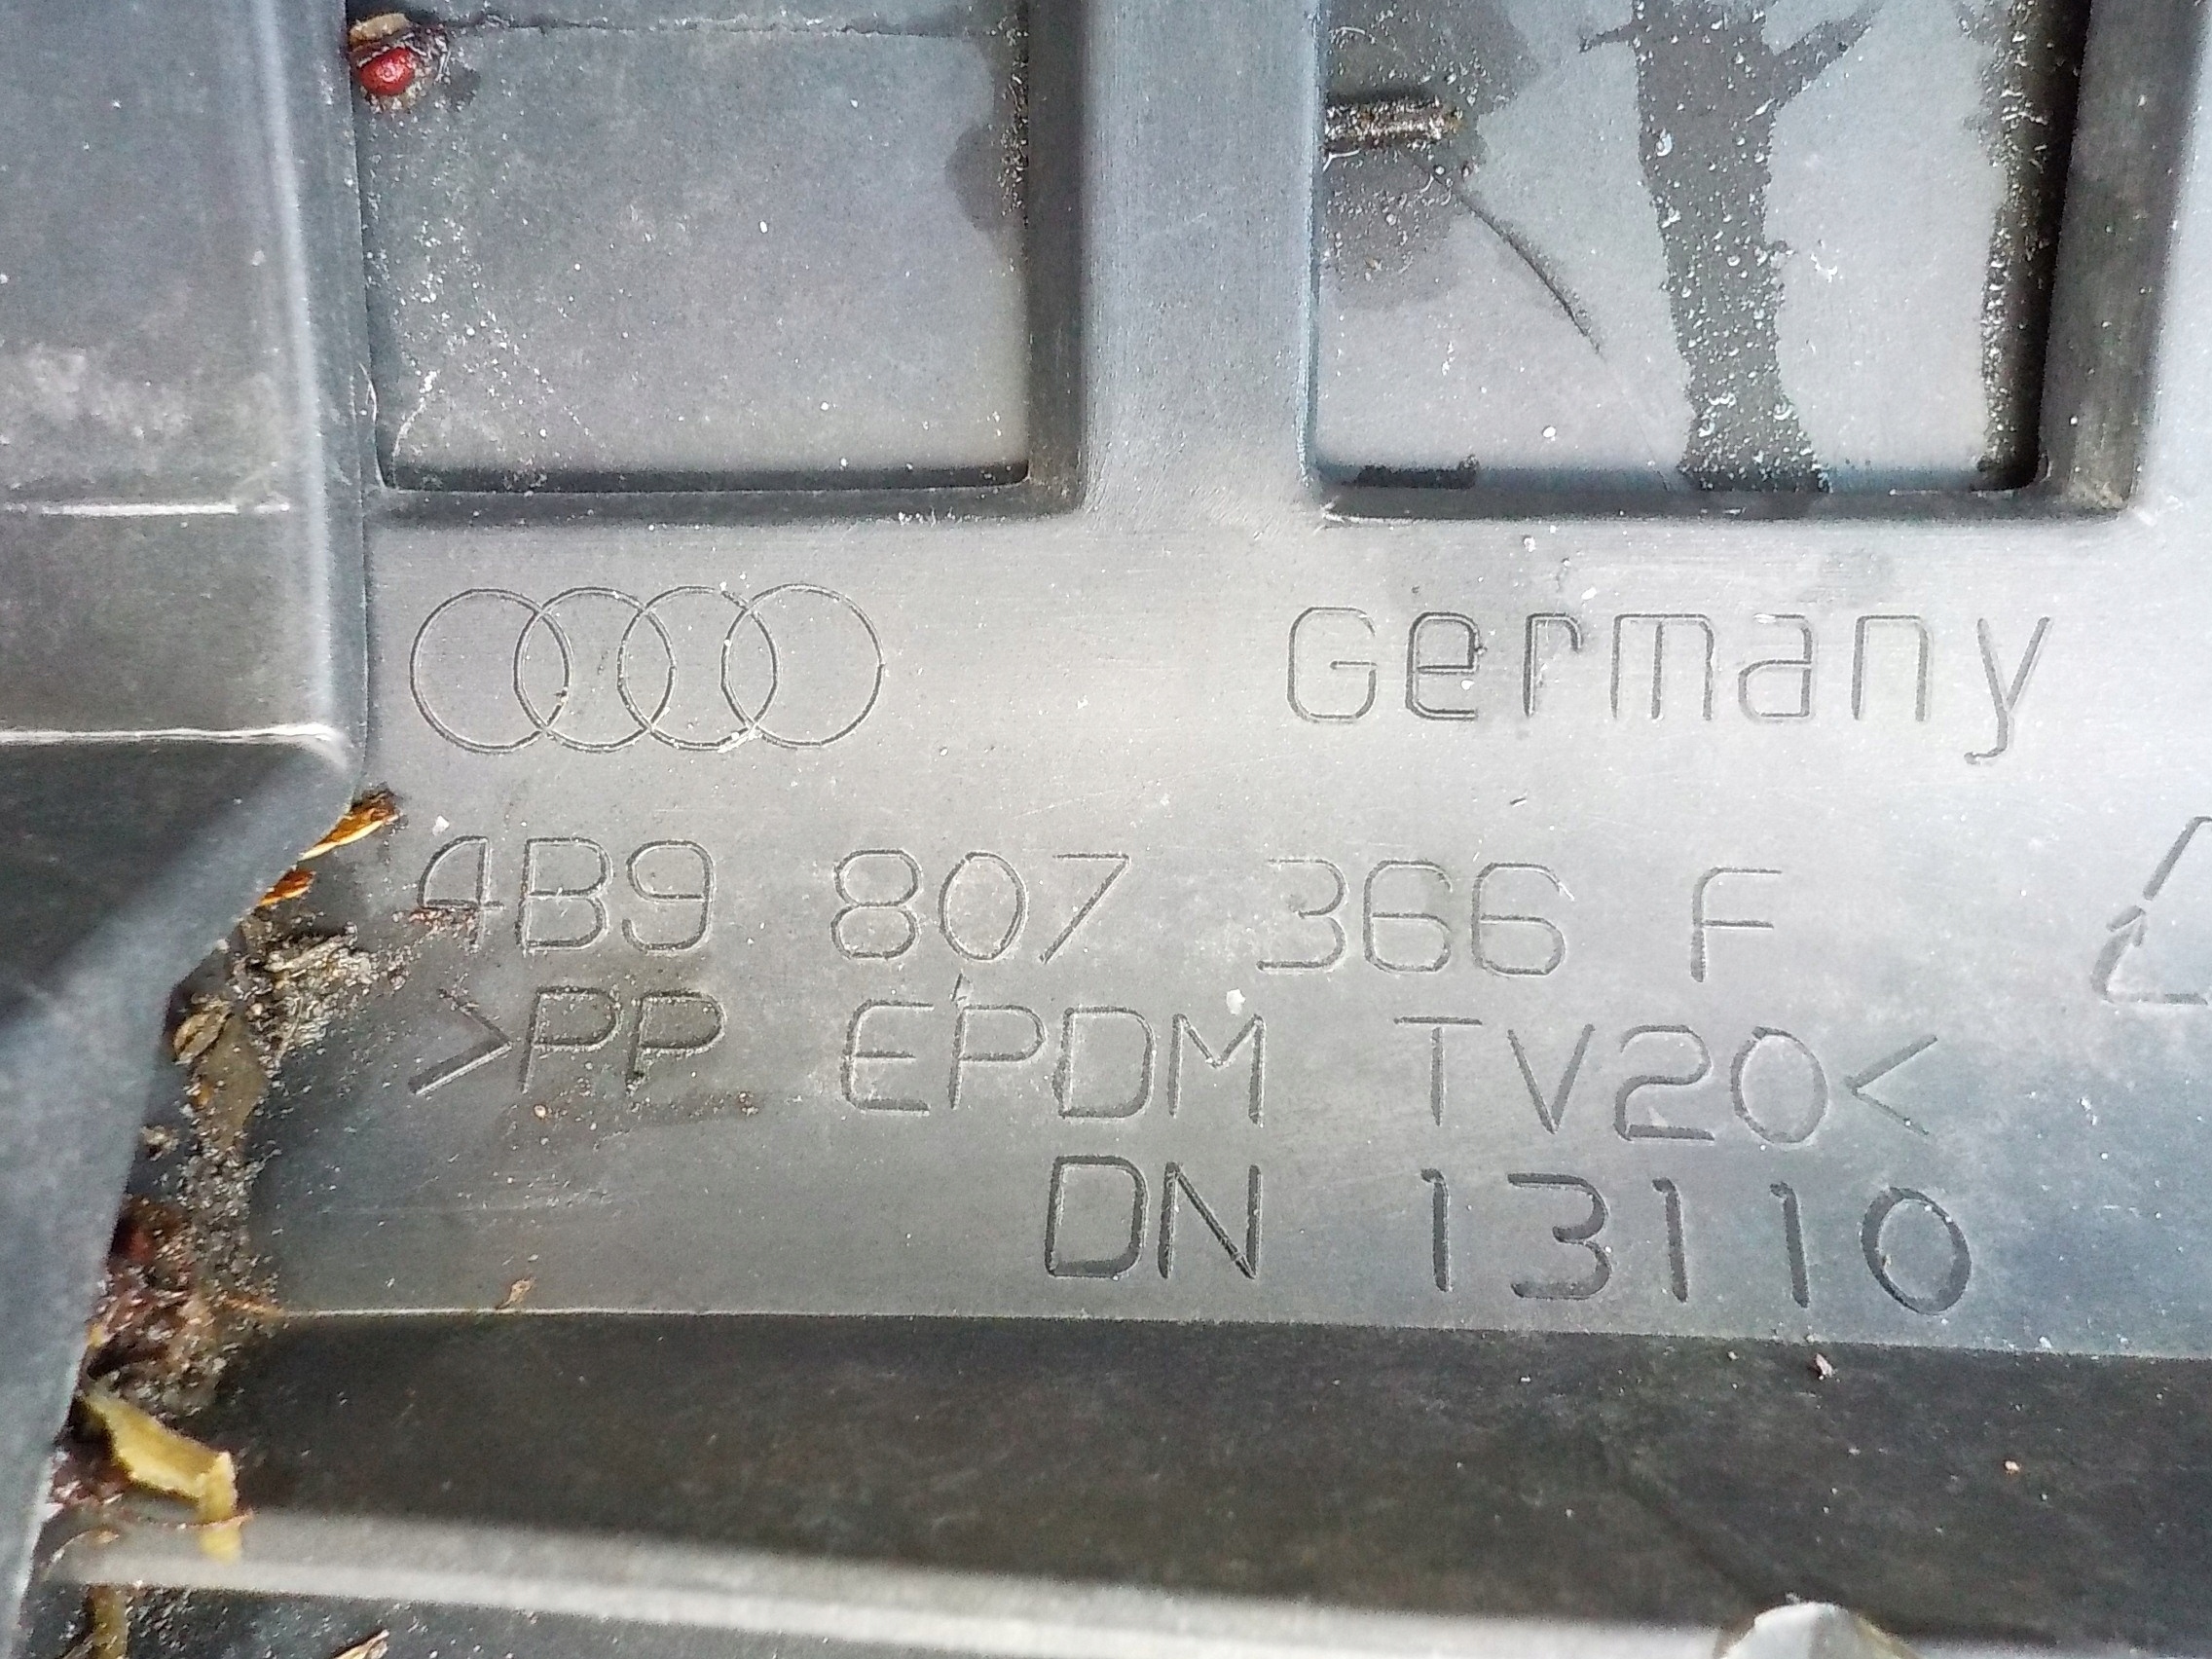 Germany
4B9 807 366 F
>PP EPDM TV20<
DN 13110